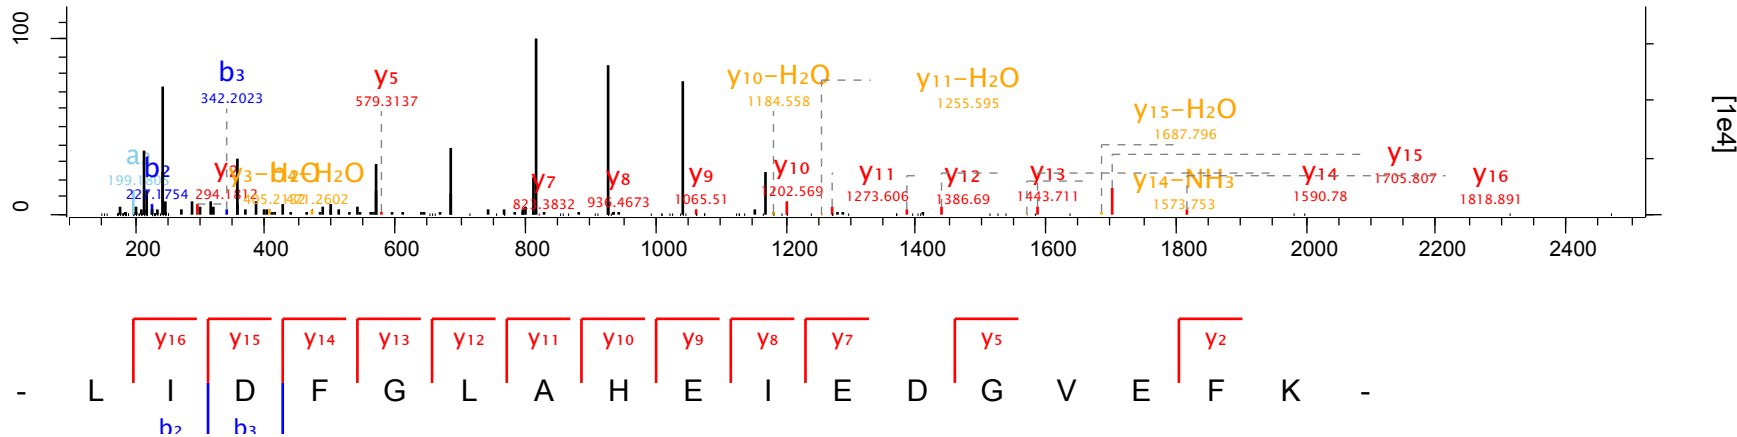 100
0
[1e4]
b3
342.2023
y5
579.3137
y10-H2O
1184.558
y11-H2O
1255.595
y15-H2O
1687.796
b2
227.1754
y2
294.1812
y7
823.3832
y8
936.4673
y9
1065.51
y10
1202.569
y11
1273.606
y12
1386.69
y13
1443.711
y14-NH3
1573.753
y14
1590.78
y15
1705.807
y16
1818.891
200 400 600 800 1000 1200 1400 1600 1800 2000 2200 2400
y16 y15 y14 y13 y12 y11 y10 y9 y8 y7 y5 y2
- L I D F G L A H E I E D G V E F K -
b2 b3